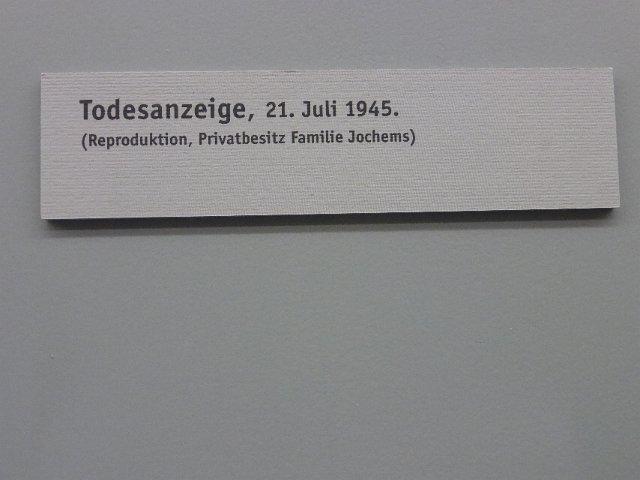 Todesanzeige, 21. Juli 1945.
(Reproduktion, Privatbesitz Familie Jochems)